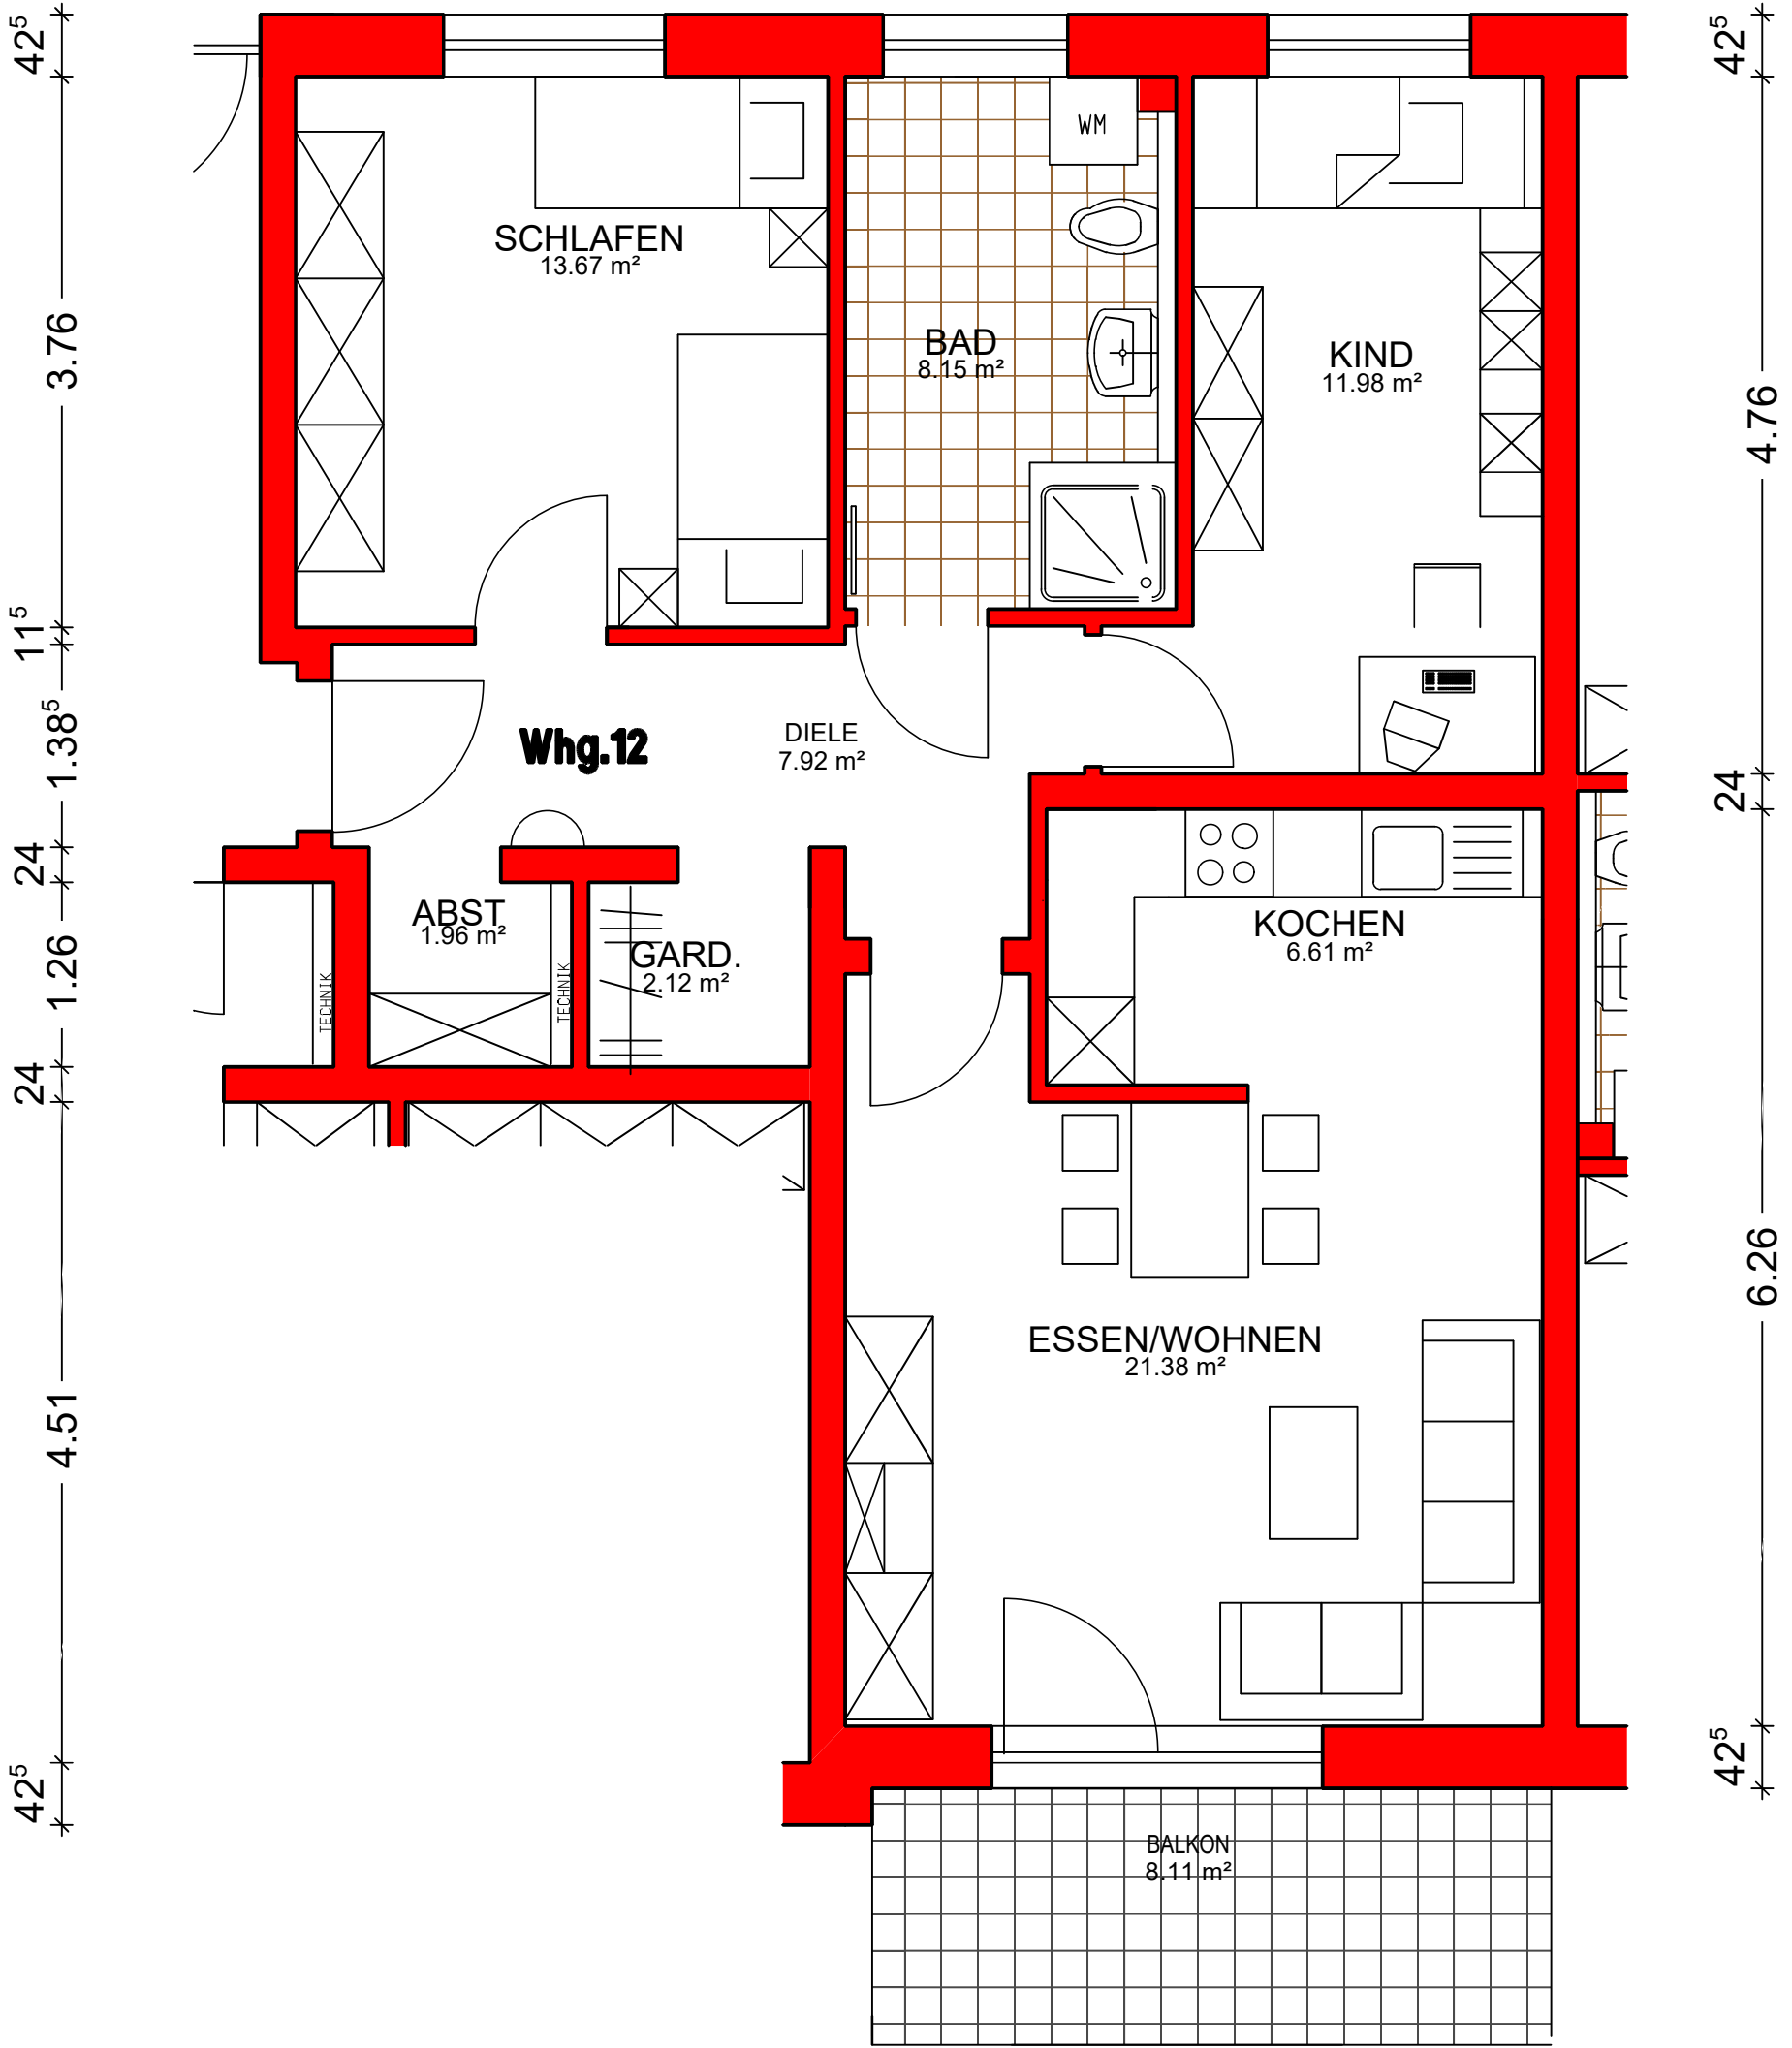 42⁵
3.76
11⁵
1.38⁵
24
1.26
24
4.51
42⁵
SCHLAFEN
13.67 m²
WM
BAD
8.15 m²
KIND
11.98 m²
Whg.12
DIELE
7.92 m²
ABST
1.96 m²
TECHNIK
TECHNIK
GARD.
2.12 m²
KOCHEN
6.61 m²
ESSEN/WOHNEN
21.38 m²
BALKON
8.11 m²
42⁵
4.76
24
6.26
42⁵